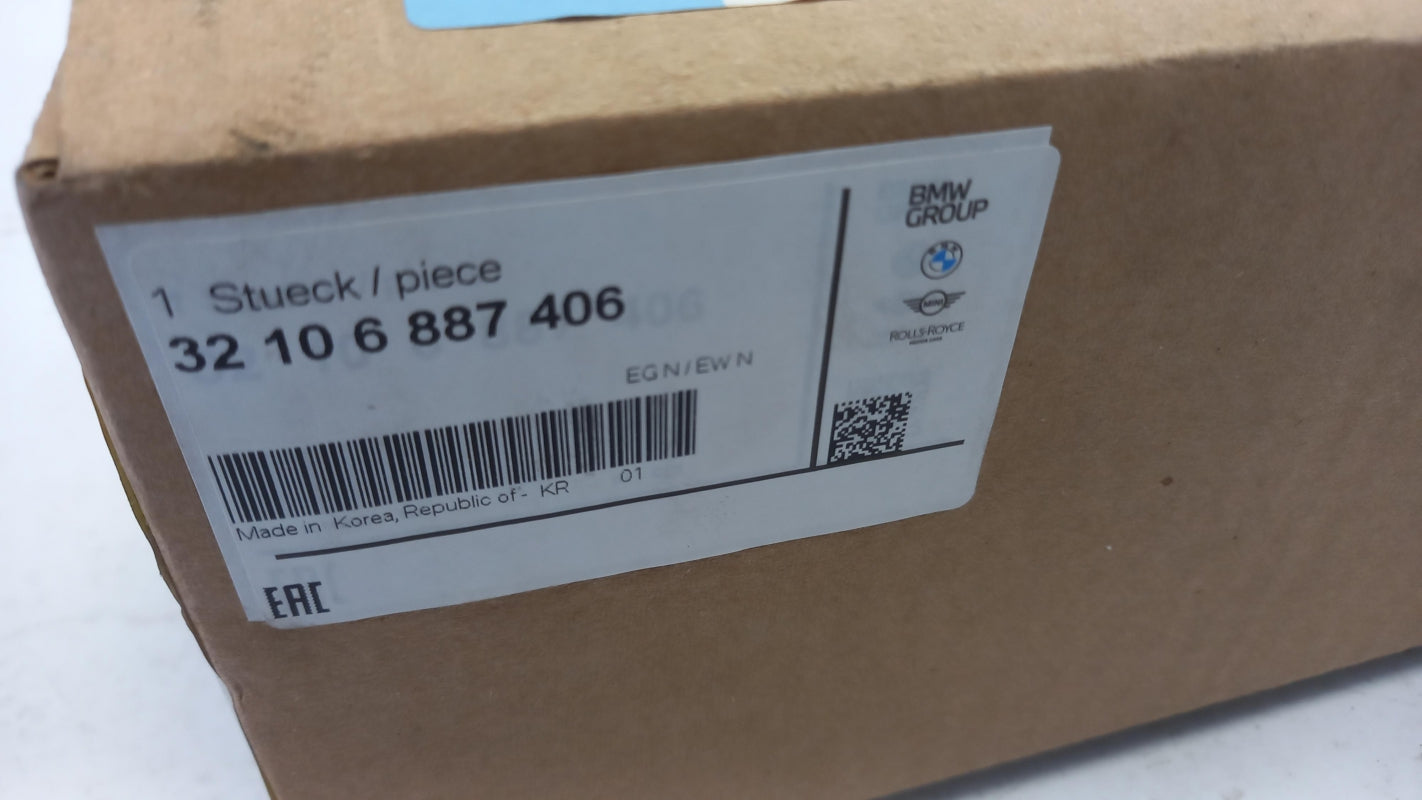 1 Stueck / piece
32 10 6 887 406
EG N / EW N
Made in Korea, Republic of - KR 01
EAC
BMW
GROUP
MINI
ROLLS-ROYCE